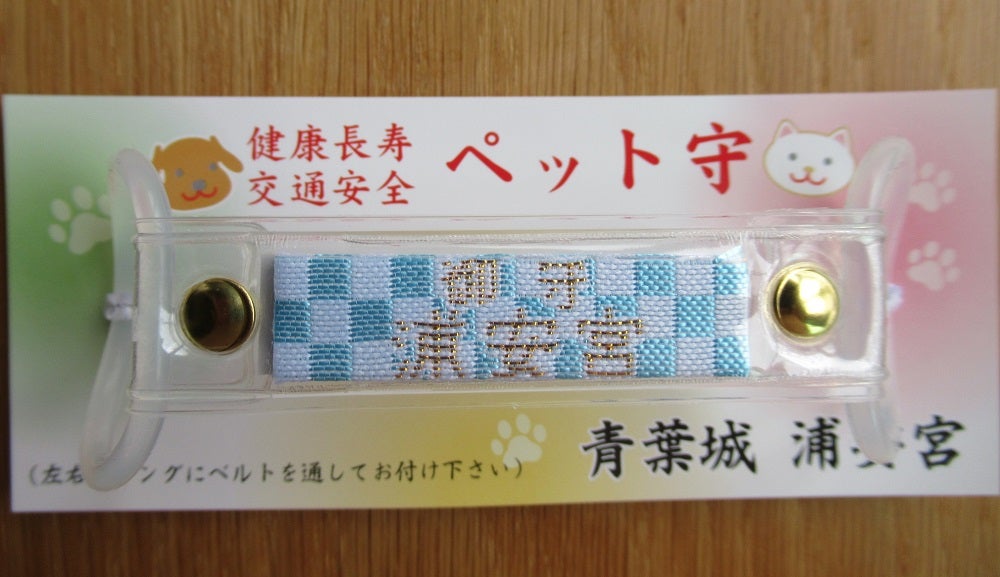 健康長寿
交通安全
ペット守
御守
浦安宮
青葉城 浦安宮
(左右 ングにベルトを通してお付け下さい)